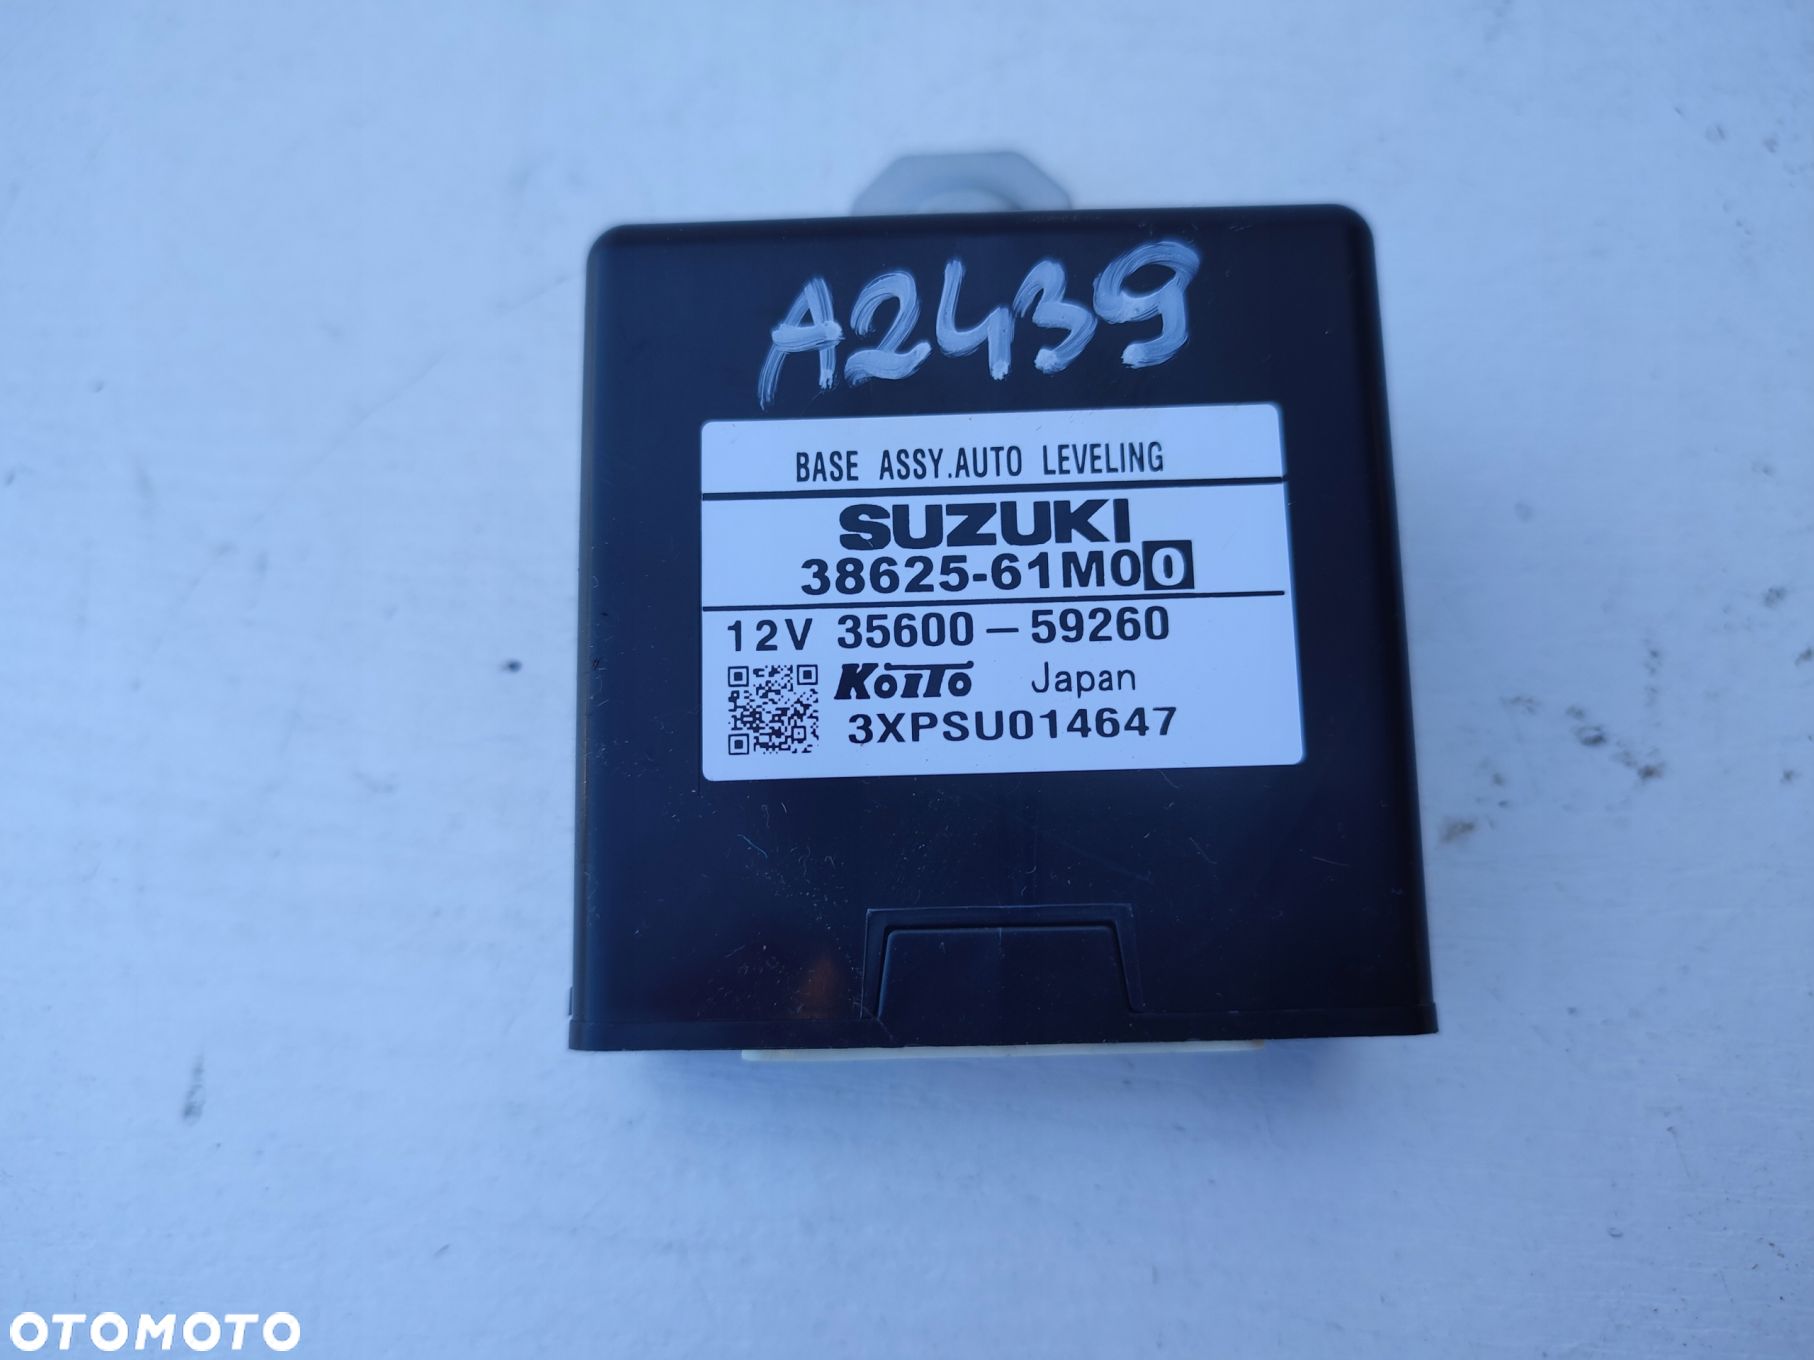 A2439
BASE ASSY.AUTO LEVELING
SUZUKI
38625-61M00
12V 35600-59260
KOITO Japan
3XPSU014647
OTOMOTO